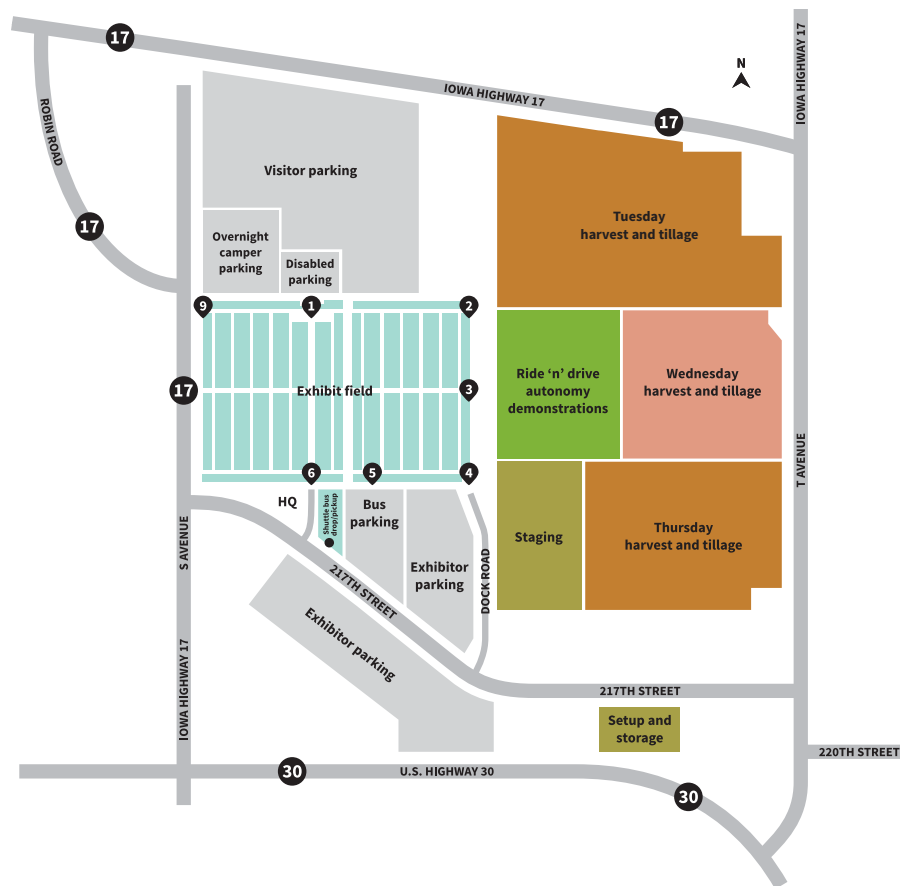 17
IOWA HIGHWAY 17
17
IOWA HIGHWAY 17
N
ROBIN ROAD
17
Visitor parking
Overnight
camper
parking
Disabled
parking
Tuesday
harvest and tillage
9
1
2
17
Exhibit field
3
Ride ‘n’ drive
autonomy
demonstrations
Wednesday
harvest and tillage
T AVENUE
6
5
4
HQ
Shuttle bus
drop/pickup
Bus
parking
Exhibitor
parking
DOCK ROAD
Staging
Thursday
harvest and tillage
S AVENUE
217TH STREET
Exhibitor parking
IOWA HIGHWAY 17
217TH STREET
Setup and
storage
220TH STREET
30
U.S. HIGHWAY 30
30